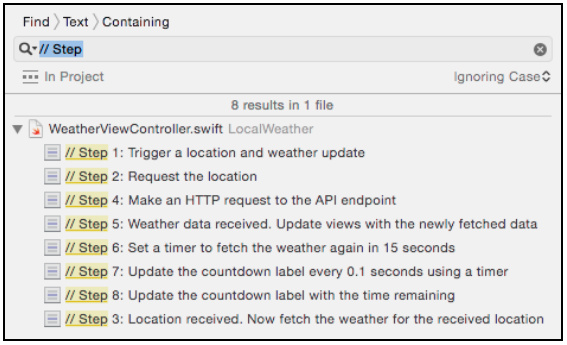 Find > Text > Containing
// Step
In Project Ignoring Case
8 results in 1 file
WeatherViewController.swift LocalWeather
// Step 1: Trigger a location and weather update
// Step 2: Request the location
// Step 4: Make an HTTP request to the API endpoint
// Step 5: Weather data received. Update views with the newly fetched data
// Step 6: Set a timer to fetch the weather again in 15 seconds
// Step 7: Update the countdown label every 0.1 seconds using a timer
// Step 8: Update the countdown label with the time remaining
// Step 3: Location received. Now fetch the weather for the received location